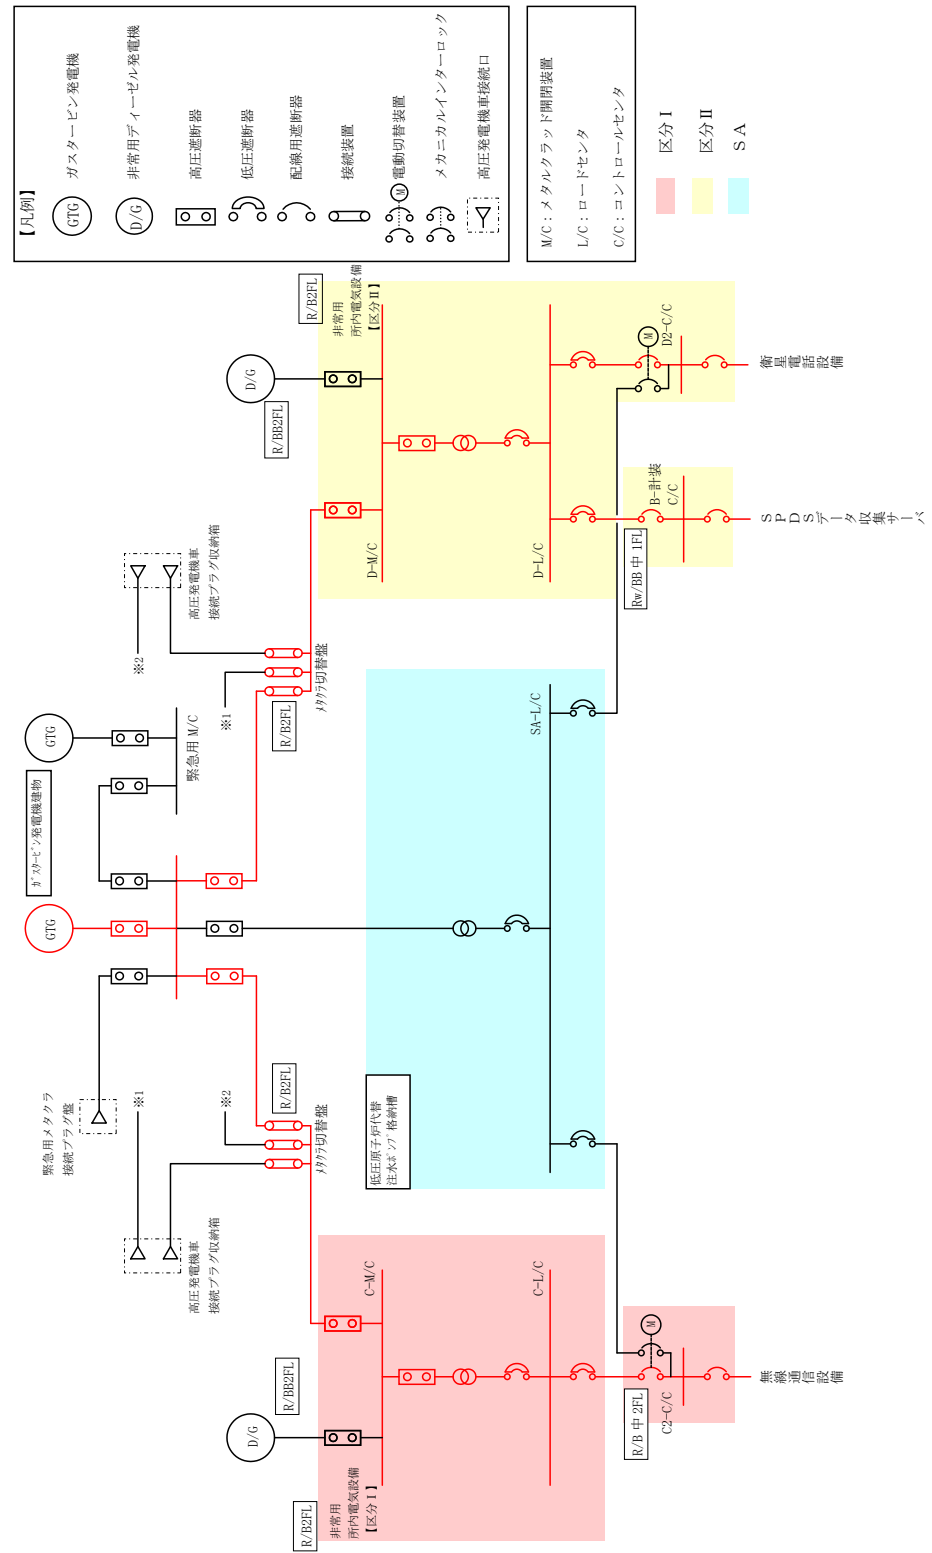 【凡例】
GTG
ガスタービン発電機
D/G
非常用ディーゼル発電機
高圧遮断器
低圧遮断器
配線用遮断器
接続装置
M
電動切替装置
メカニカルインターロック
高圧発電機車接続口
M/C：メタルクラッド開閉装置
L/C：ロードセンタ
C/C：コントロールセンタ
区分Ⅰ
区分Ⅱ
ＳＡ
緊急用メタクラ
接続プラグ盤
GTG
ｶﾞｽﾀｰﾋﾞﾝ発電機建物
GTG
緊急用 M/C
高圧発電機車
接続プラグ収納箱
※1
※2
R/B2FL
ﾒﾀｸﾗ切替盤
高圧発電機車
接続プラグ収納箱
※2
※1
R/B2FL
ﾒﾀｸﾗ切替盤
D/G
R/BB2FL
R/B2FL
非常用
所内電気設備
【区分Ⅰ】
C-M/C
C-L/C
低圧原子炉代替
注水ﾎﾟﾝﾌﾟ格納槽
SA-L/C
D/G
R/BB2FL
R/B2FL
非常用
所内電気設備
【区分Ⅱ】
D-M/C
D-L/C
R/B 中 2FL
M
C2-C/C
無線通信設備
Rw/BB 中 1FL
B-計装
C/C
ＳＰＤＳデータ収集サーバ
M
D2-C/C
衛星電話設備